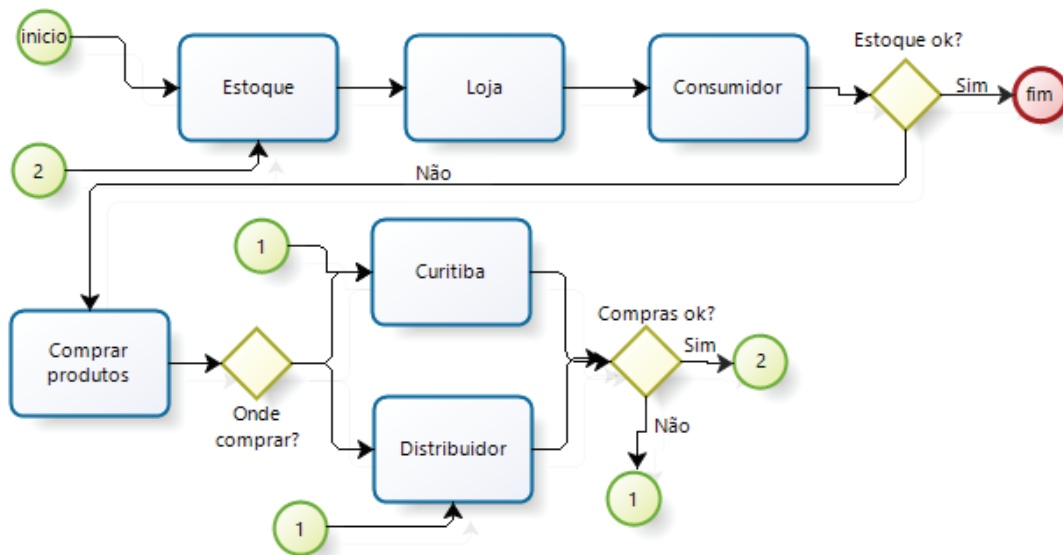 inicio
Estoque
Loja
Consumidor
Estoque ok?
Sim
fim
2
Não
1
Curitiba
Comprar
produtos
Onde
comprar?
Compras ok?
Sim
2
Distribuidor
Não
1
1